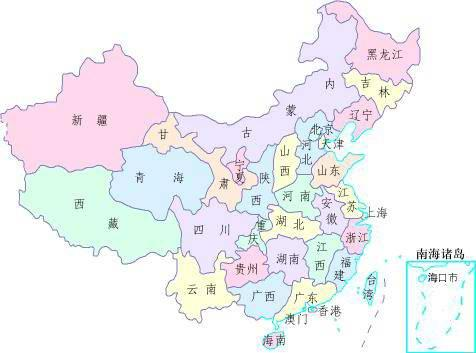 黑龙江
内
吉林
新疆
蒙
辽宁
古
甘
北京
天津
河北
山西
宁夏
陕西
山东
青海
肃
西藏
河南
江苏
安徽
上海
四川
重庆
湖北
浙江
江西
湖南
贵州
福建
云南
台湾
广西
广东
香港
澳门
海南
南海诸岛
海口市